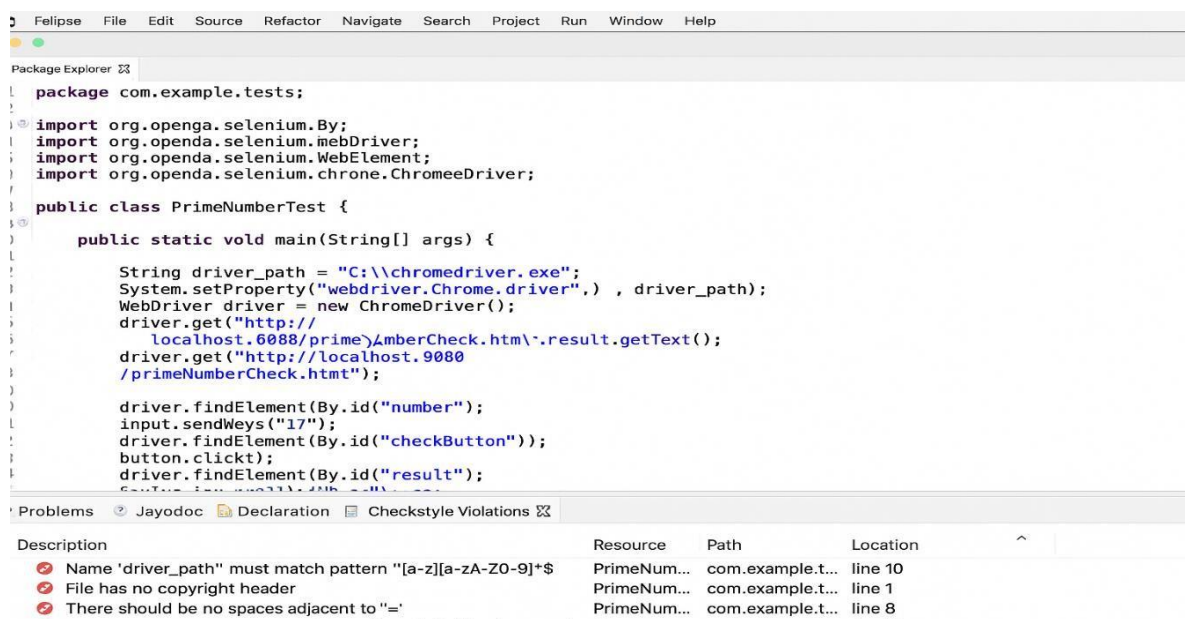 Felipse File Edit Source Refactor Navigate Search Project Run Window Help
Package Explorer
package com.example.tests;
import org.openga.selenium.By;
import org.openda.selenium.mebDriver;
import org.openda.selenium.WebElement;
import org.openda.selenium.chrone.ChromeeDriver;
public class PrimeNumberTest {
public static vold main(String[] args) {
String driver_path = "C:\\chromedriver.exe";
System.setProperty("webdriver.Chrome.driver",) , driver_path);
WebDriver driver = new ChromeDriver();
driver.get("http://
localhost.6088/prime mberCheck.htm\ .result.getText();
driver.get("http://localhost.9080
/primeNumberCheck.htmt");
driver.findElement(By.id("number");
input.sendWeys("17");
driver.findElement(By.id("checkButton"));
button.clickt);
driver.findElement(By.id("result");
Problems Jayodoc Declaration Checkstyle Violations
Description Resource Path Location
Name 'driver_path" must match pattern "[a-z][a-zA-Z0-9]+$ PrimeNum... com.example.t... line 10
File has no copyright header PrimeNum... com.example.t... line 1
There should be no spaces adjacent to "=' PrimeNum... com.example.t... line 8